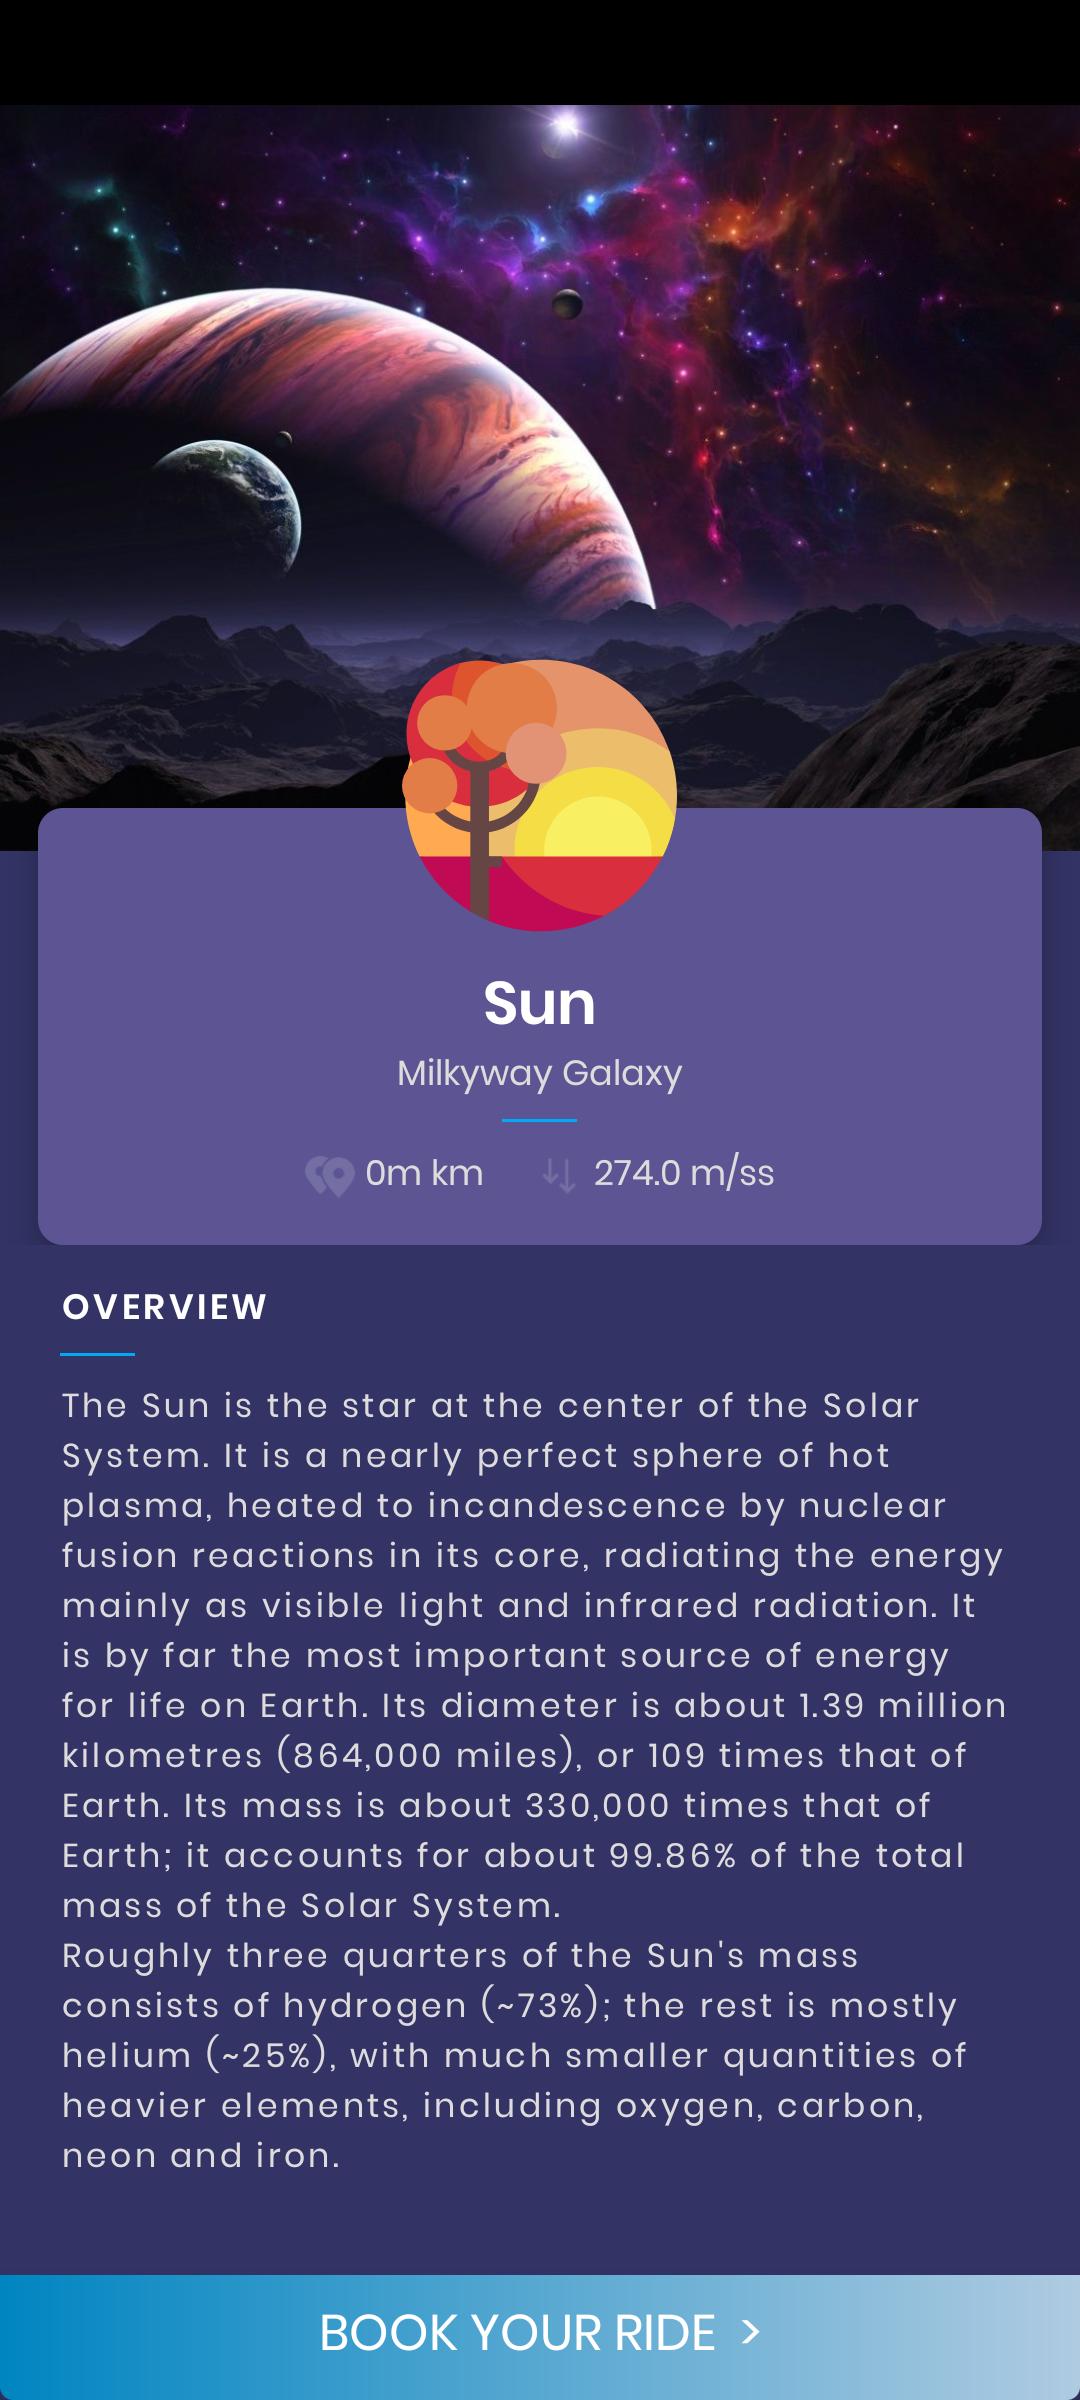 Sun
Milkyway Galaxy
0m km 274.0 m/ss
OVERVIEW
The Sun is the star at the center of the Solar
System. It is a nearly perfect sphere of hot
plasma, heated to incandescence by nuclear
fusion reactions in its core, radiating the energy
mainly as visible light and infrared radiation. It
is by far the most important source of energy
for life on Earth. Its diameter is about 1.39 million
kilometres (864,000 miles), or 109 times that of
Earth. Its mass is about 330,000 times that of
Earth; it accounts for about 99.86% of the total
mass of the Solar System.
Roughly three quarters of the Sun's mass
consists of hydrogen (~73%); the rest is mostly
helium (~25%), with much smaller quantities of
heavier elements, including oxygen, carbon,
neon and iron.
BOOK YOUR RIDE >